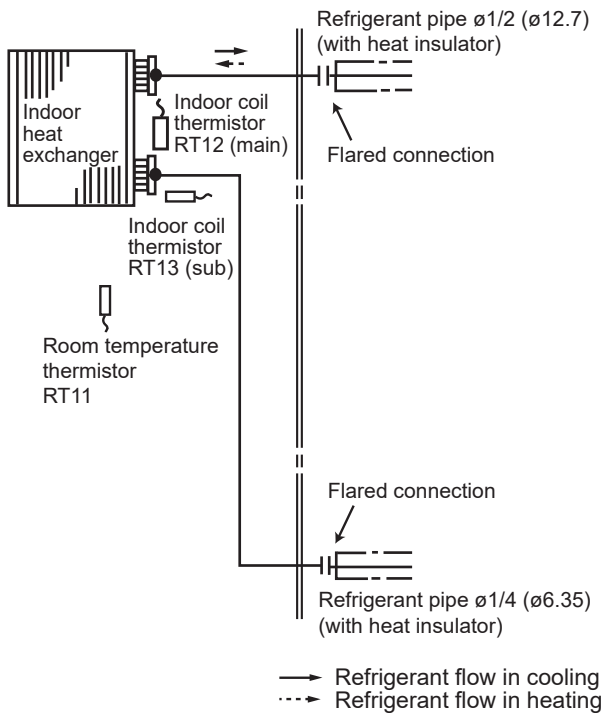 Refrigerant pipe ø1/2 (ø12.7)
(with heat insulator)
Indoor
heat
exchanger
Indoor coil
thermistor
RT12 (main)
Flared connection
Indoor coil
thermistor
RT13 (sub)
Room temperature
thermistor
RT11
Flared connection
Refrigerant pipe ø1/4 (ø6.35)
(with heat insulator)
Refrigerant flow in cooling
Refrigerant flow in heating